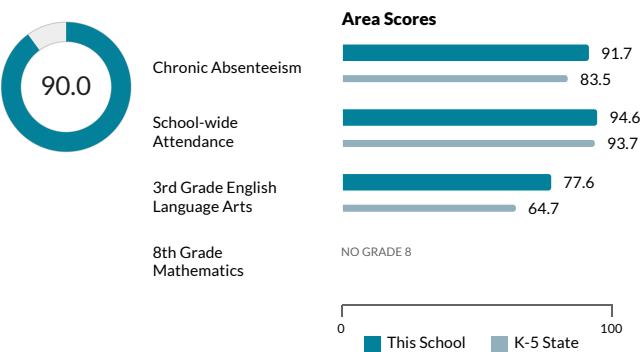 Area Scores
90.0
Chronic Absenteeism
91.7
83.5
School-wide
Attendance
94.6
93.7
3rd Grade English
Language Arts
77.6
64.7
8th Grade
Mathematics
NO GRADE 8
0
100
This School
K-5 State